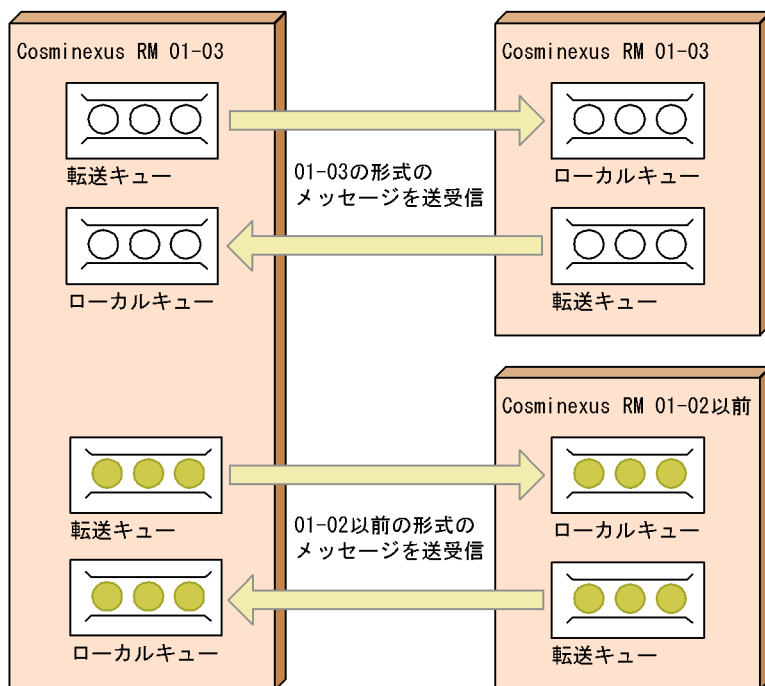 Cosminexus RM 01-03
転送キュー
ローカルキュー
01-03の形式の
メッセージを送受信
Cosminexus RM 01-03
ローカルキュー
転送キュー
転送キュー
ローカルキュー
01-02以前の形式の
メッセージを送受信
Cosminexus RM 01-02以前
ローカルキュー
転送キュー